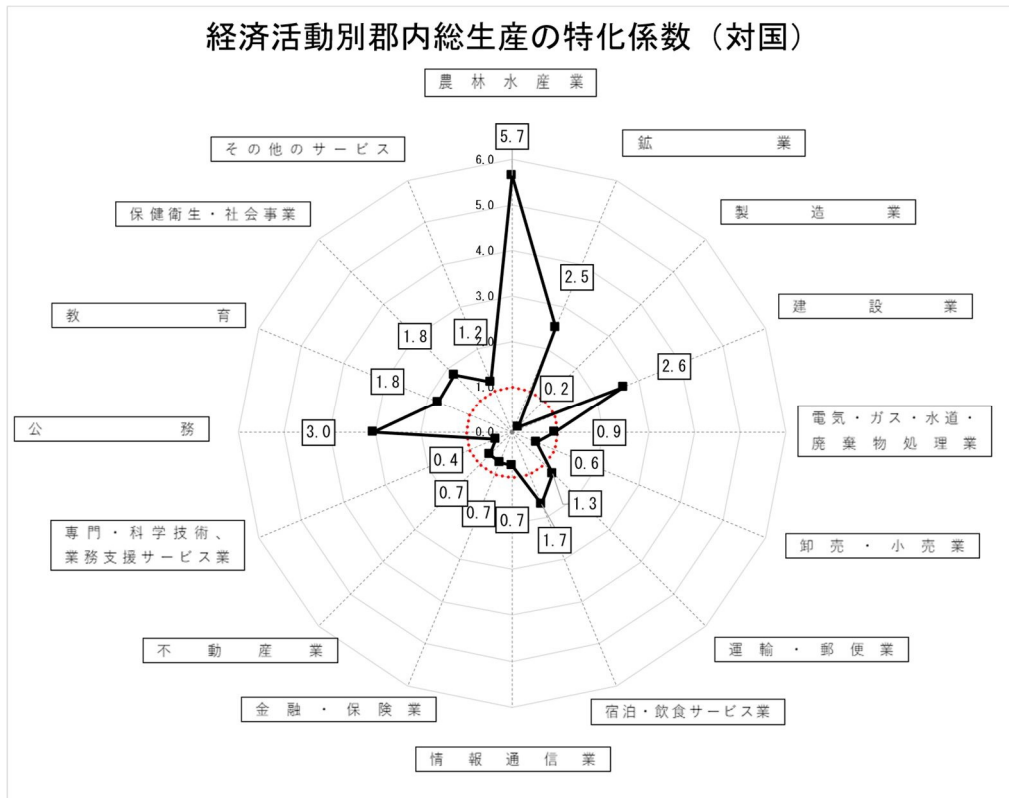 経済活動別郡内総生産の特化係数（対国）
農林水産業
5.7
鉱業
その他のサービス
6.0
保健衛生・社会事業
製造業
5.0
4.0
2.5
教育
建設業
3.0
1.8
1.2
2.0
2.6
1.8
1.0
0.2
公務
3.0
0.0
0.9
電気・ガス・水道・
廃棄物処理業
0.4
0.6
0.7
1.3
0.7
0.7
1.7
専門・科学技術、
業務支援サービス業
卸売・小売業
不動産業
運輸・郵便業
金融・保険業
宿泊・飲食サービス業
情報通信業